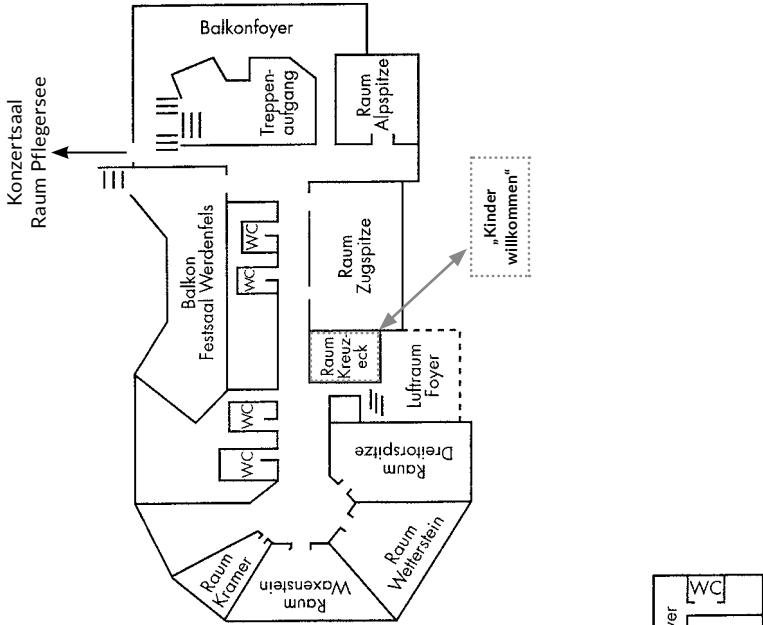 Konzertsaal
Raum Pflegersee
Balkonfoyer
Treppen-
aufgang
Raum
Alpspitze
Balkon
Festsaal Werdenfels
WC
WC
Raum
Zugspitze
„Kinder
willkommen“
Raum
Kreuz-
eck
Luftraum
Foyer
WC
WC
Raum
Dreitorspitze
Raum
Wetterstein
Raum
Waxenstein
Raum
Kramer
WC